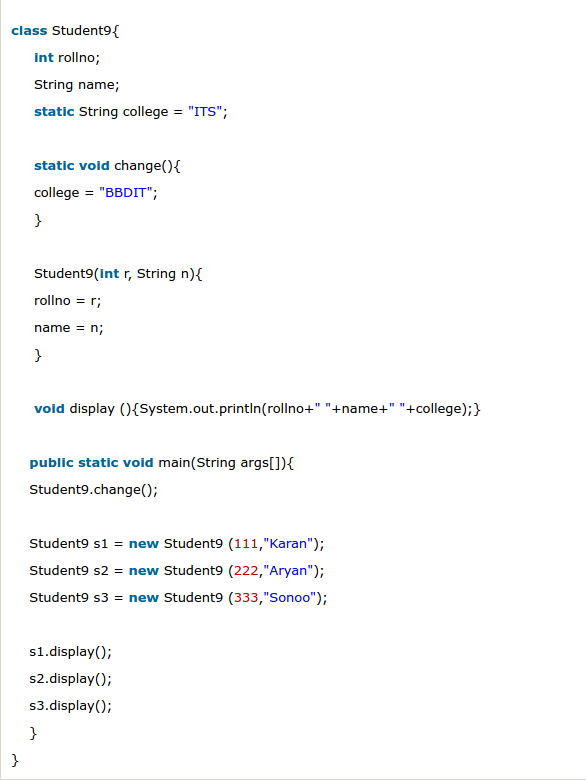 class Student9{
int rollno;
String name;
static String college = "ITS";
static void change(){
college = "BBDIT";
}
Student9(int r, String n){
rollno = r;
name = n;
}
void display (){System.out.println(rollno+" "+name+" "+college);}
public static void main(String args[]){
Student9.change();
Student9 s1 = new Student9 (111,"Karan");
Student9 s2 = new Student9 (222,"Aryan");
Student9 s3 = new Student9 (333,"Sonoo");
s1.display();
s2.display();
s3.display();
}
}